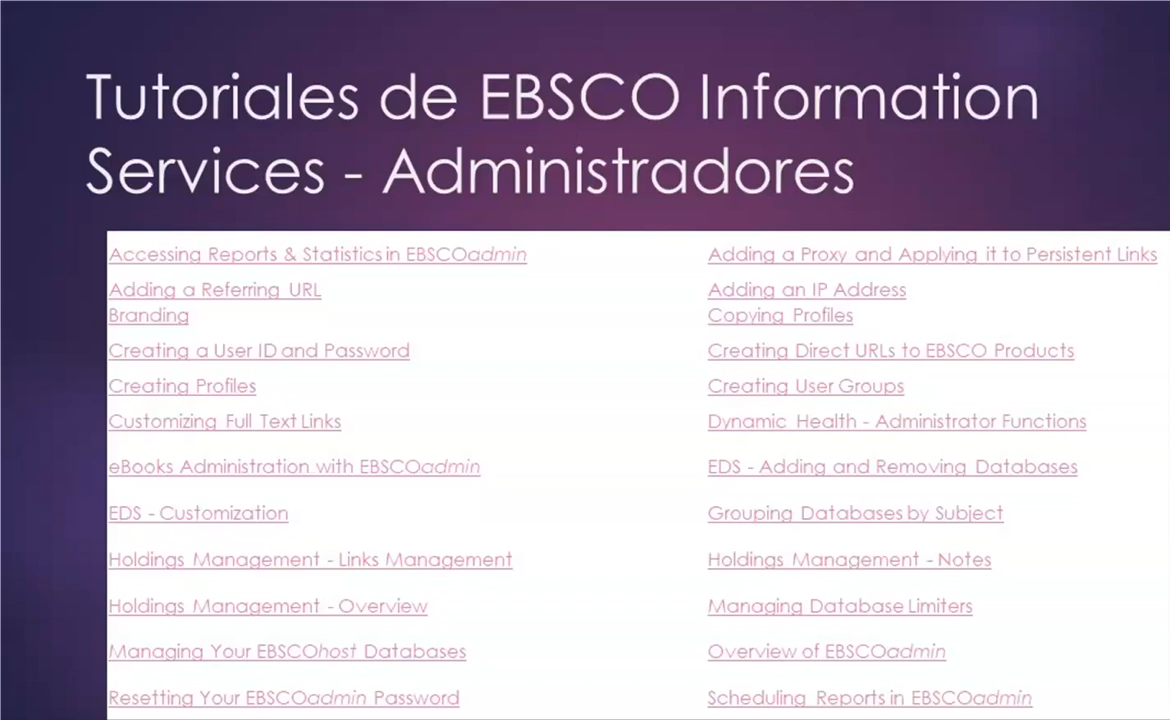 Tutoriales de EBSCO Information
Services - Administradores
Accessing Reports & Statistics in EBSCOadmin
Adding a Proxy and Applying it to Persistent Links
Adding a Referring URL
Adding an IP Address
Branding
Copying Profiles
Creating a User ID and Password
Creating Direct URLs to EBSCO Products
Creating Profiles
Creating User Groups
Customizing Full Text Links
Dynamic Health - Administrator Functions
eBooks Administration with EBSCOadmin
EDS - Adding and Removing Databases
EDS - Customization
Grouping Databases by Subject
Holdings Management - Links Management
Holdings Management - Notes
Holdings Management - Overview
Managing Database Limiters
Managing Your EBSCOhost Databases
Overview of EBSCOadmin
Resetting Your EBSCOadmin Password
Scheduling Reports in EBSCOadmin